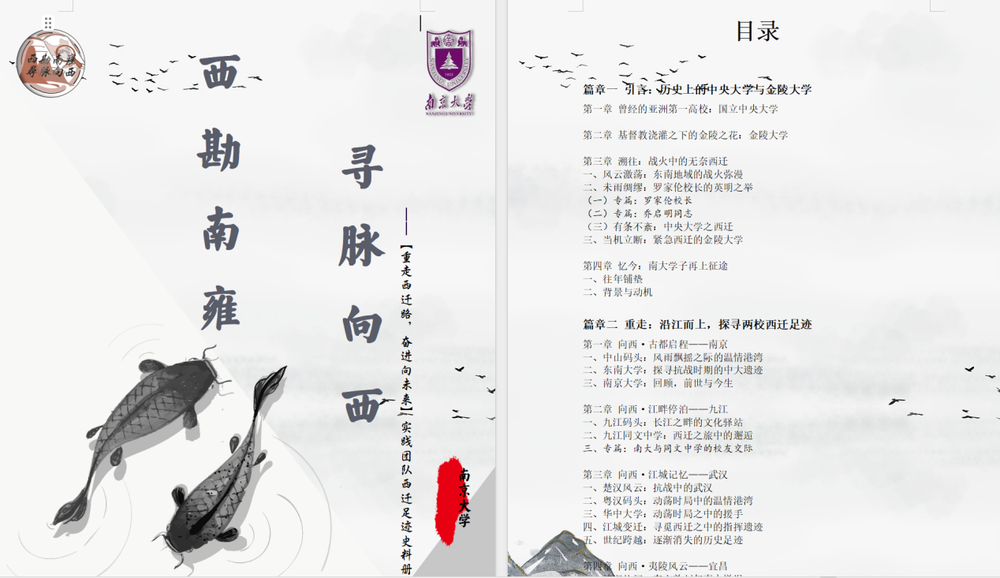 西勘南雍
寻脉向西
西勘南雍
寻脉向西
——【重走西迁路，奋进向未来】实践团队西迁足迹史料册
NANJING UNIVERSITY
1902
南京大学
NANJING UNIVERSITY
南京大学
目录
篇章一 引言：历史上的中央大学与金陵大学
第一章 曾经的亚洲第一高校：国立中央大学
第二章 基督教浇灌之下的金陵之花：金陵大学
第三章 溯往：战火中的无奈西迁
一、风云激荡：东南地域的战火弥漫
二、未雨绸缪：罗家伦校长的英明之举
（一）专篇：罗家伦校长
（二）专篇：乔启明同志
（三）有条不紊：中央大学之西迁
三、当机立断：紧急西迁的金陵大学
第四章 忆今：南大学子再上征途
一、往年铺垫
二、背景与动机
篇章二 重走：沿江而上，探寻两校西迁足迹
第一章 向西·古都启程——南京
一、中山码头：风雨飘摇之际的温情港湾
二、东南大学：探寻抗战时期的中大遗迹
三、南京大学：回顾，前世与今生
第二章 向西·江畔停泊——九江
一、九江码头：长江之畔的文化驿站
二、九江同文中学：西迁之旅中的邂逅
三、专篇：南大与同文中学的校友交际
第三章 向西·江城记忆——武汉
一、楚汉风云：抗战中的武汉
二、粤汉码头：动荡时局中的温情港湾
三、华中大学：动荡时局之中的援手
四、江城变迁：寻觅西迁之中的指挥遗迹
五、世纪跨越：逐渐消失的历史足迹
第四章 向西·夷陵风云——宜昌